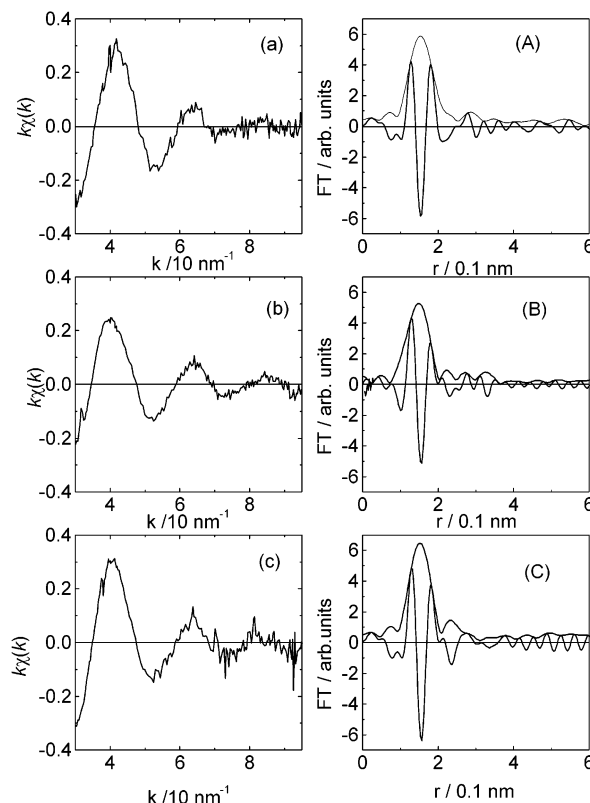 (a)
kχ(k)
0.4
0.2
0.0
-0.2
-0.4
4 6 8
k /10 nm⁻¹
(A)
FT / arb. units
6
4
2
0
-2
-4
-6
0 2 4 6
r / 0.1 nm
(b)
kχ(k)
0.4
0.2
0.0
-0.2
-0.4
4 6 8
k /10 nm⁻¹
(B)
FT / arb. units
6
4
2
0
-2
-4
-6
0 2 4 6
r / 0.1 nm
(c)
kχ(k)
0.4
0.2
0.0
-0.2
-0.4
4 6 8
k /10 nm⁻¹
(C)
FT / arb.units
6
4
2
0
-2
-4
-6
0 2 4 6
r / 0.1 nm